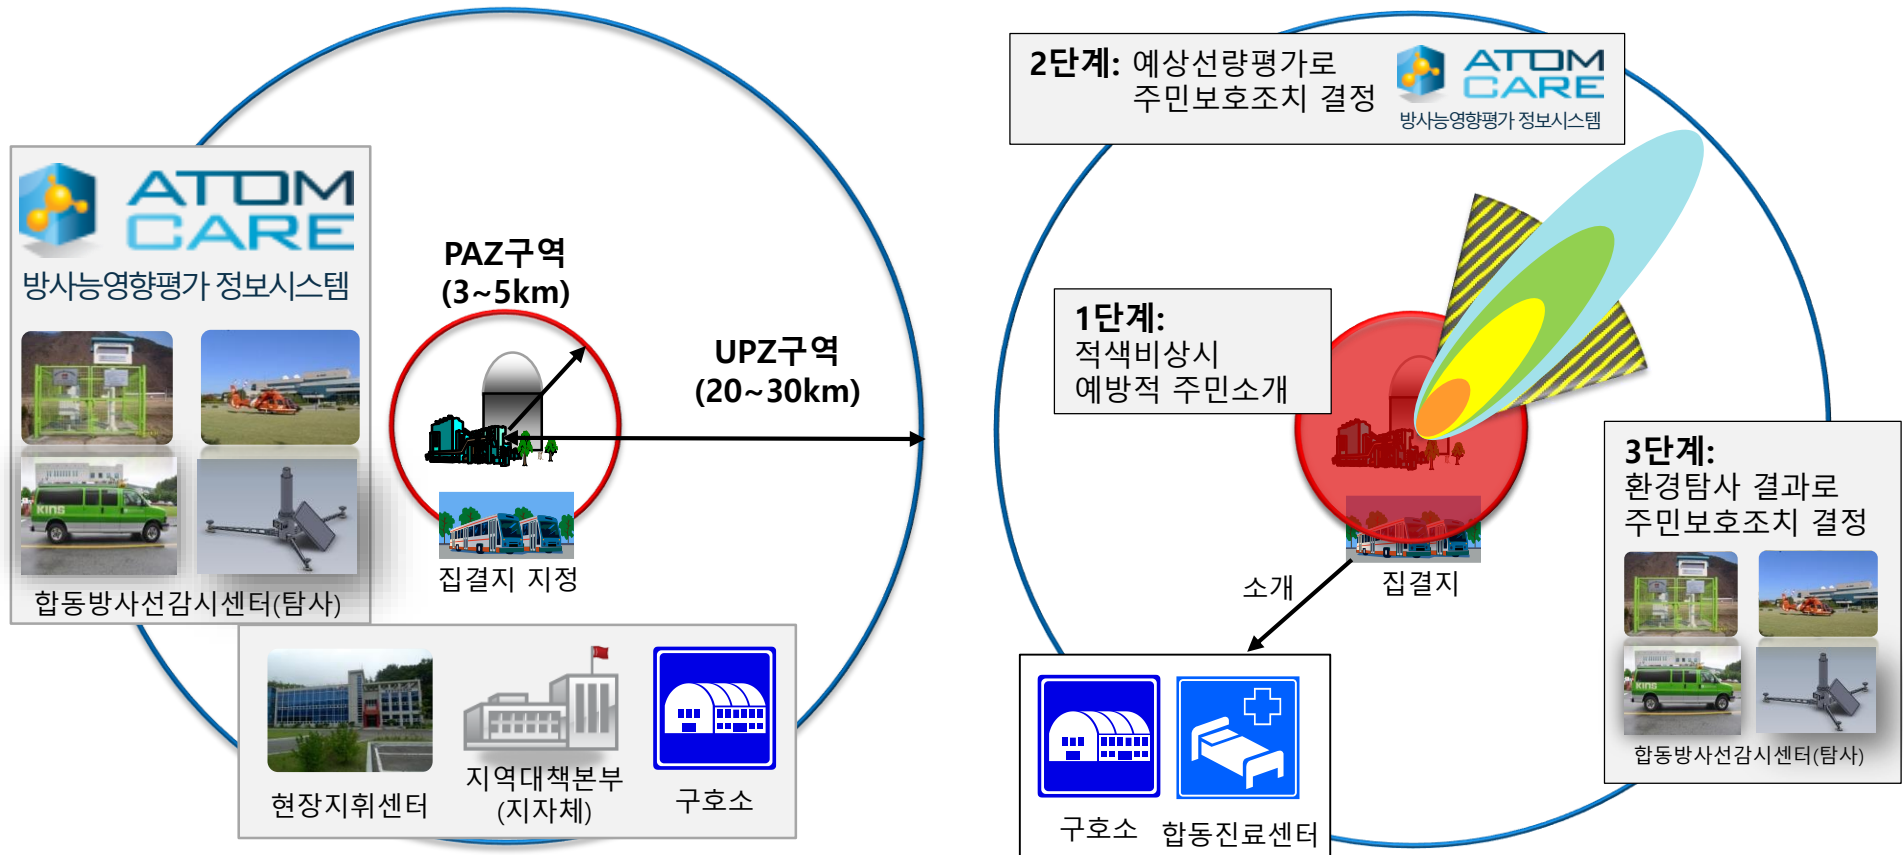 ATOM
CARE
방사능영향평가 정보시스템
KINS
합동방사선감시센터(탐사)
PAZ구역
(3~5km)
UPZ구역
(20~30km)
집결지 지정
현장지휘센터
지역대책본부
(지자체)
구호소
2단계: 예상선량평가로
주민보호조치 결정
ATOM
CARE
방사능영향평가 정보시스템
1단계:
적색비상시
예방적 주민소개
집결지
소개
구호소
합동진료센터
3단계:
환경탐사 결과로
주민보호조치 결정
KINS
합동방사선감시센터(탐사)